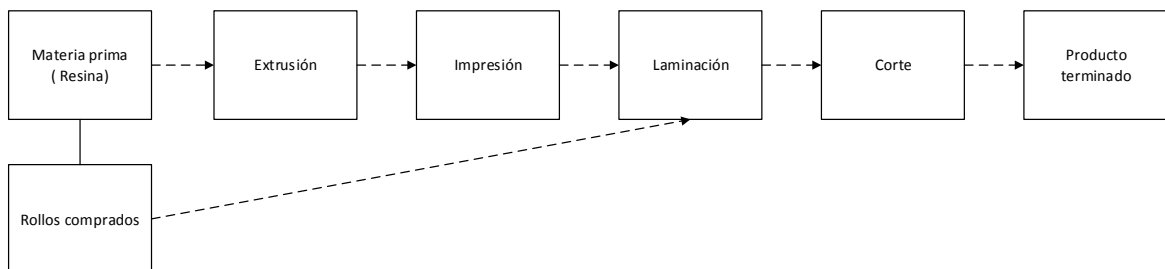 Materia prima
( Resina)
Extrusión
Impresión
Laminación
Corte
Producto
terminado
Rollos comprados